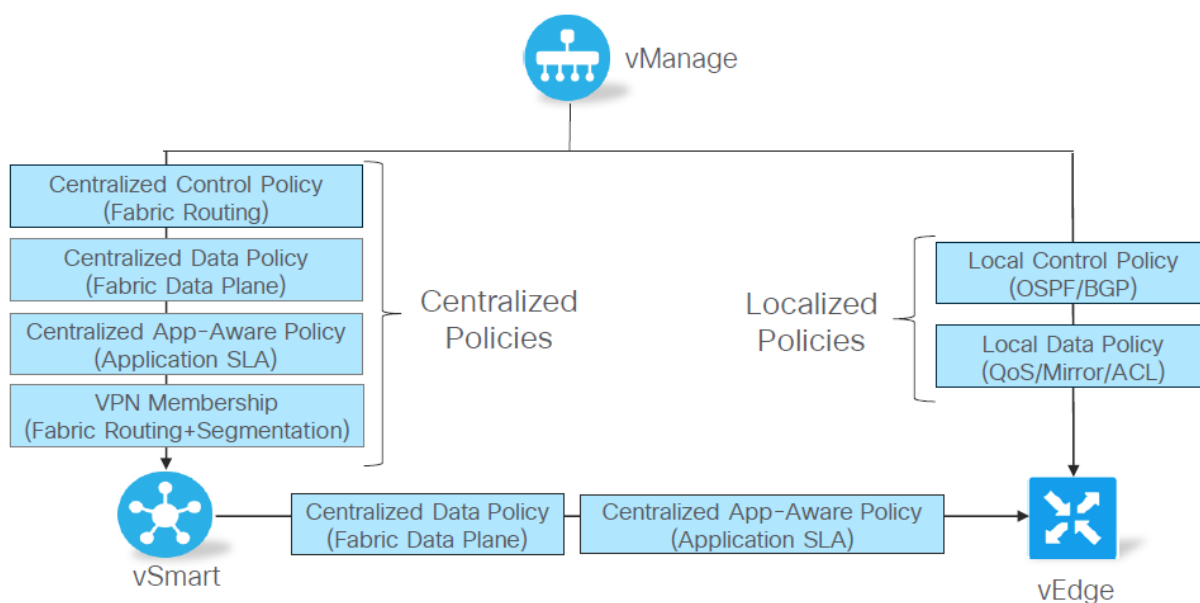 vManage
Centralized Control Policy
(Fabric Routing)
Centralized Data Policy
(Fabric Data Plane)
Centralized App-Aware Policy
(Application SLA)
VPN Membership
(Fabric Routing+Segmentation)
Centralized
Policies
Localized
Policies
Local Control Policy
(OSPF/BGP)
Local Data Policy
(QoS/Mirror/ACL)
vSmart
Centralized Data Policy
(Fabric Data Plane)
Centralized App-Aware Policy
(Application SLA)
vEdge